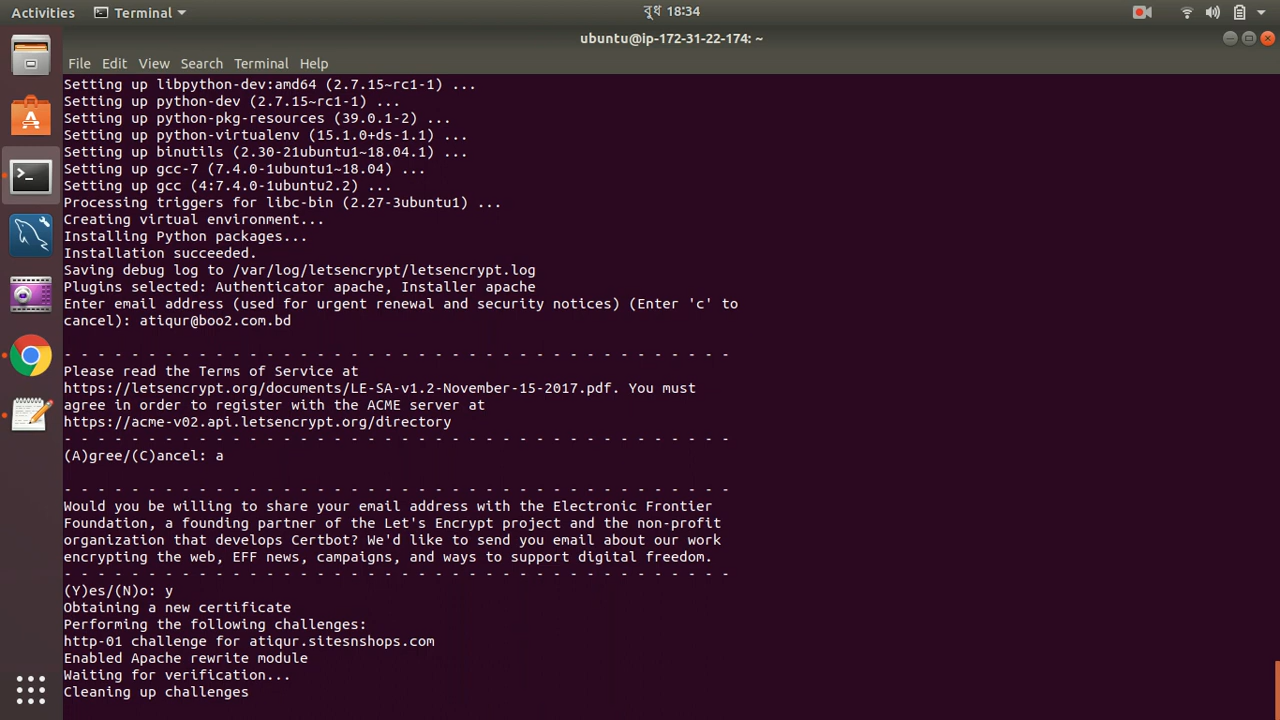 Activities Terminal বুধ 18:34
ubuntu@ip-172-31-22-174: ~
File Edit View Search Terminal Help
Setting up libpython-dev:amd64 (2.7.15~rc1-1) ...
Setting up python-dev (2.7.15~rc1-1) ...
Setting up python-pkg-resources (39.0.1-2) ...
Setting up python-virtualenv (15.1.0+ds-1.1) ...
Setting up binutils (2.30-21ubuntu1~18.04.1) ...
Setting up gcc-7 (7.4.0-1ubuntu1~18.04) ...
Setting up gcc (4:7.4.0-1ubuntu2.2) ...
Processing triggers for libc-bin (2.27-3ubuntu1) ...
Creating virtual environment...
Installing Python packages...
Installation succeeded.
Saving debug log to /var/log/letsencrypt/letsencrypt.log
Plugins selected: Authenticator apache, Installer apache
Enter email address (used for urgent renewal and security notices) (Enter 'c' to
cancel): atiqur@boo2.com.bd
- - - - - - - - - - - - - - - - - - - - - - - - - - - - - - - - - - - - - - - -
Please read the Terms of Service at
https://letsencrypt.org/documents/LE-SA-v1.2-November-15-2017.pdf. You must
agree in order to register with the ACME server at
https://acme-v02.api.letsencrypt.org/directory
- - - - - - - - - - - - - - - - - - - - - - - - - - - - - - - - - - - - - - - -
(A)gree/(C)ancel: a
- - - - - - - - - - - - - - - - - - - - - - - - - - - - - - - - - - - - - - - -
Would you be willing to share your email address with the Electronic Frontier
Foundation, a founding partner of the Let's Encrypt project and the non-profit
organization that develops Certbot? We'd like to send you email about our work
encrypting the web, EFF news, campaigns, and ways to support digital freedom.
- - - - - - - - - - - - - - - - - - - - - - - - - - - - - - - - - - - - - - - -
(Y)es/(N)o: y
Obtaining a new certificate
Performing the following challenges:
http-01 challenge for atiqur.sitesnshops.com
Enabled Apache rewrite module
Waiting for verification...
Cleaning up challenges